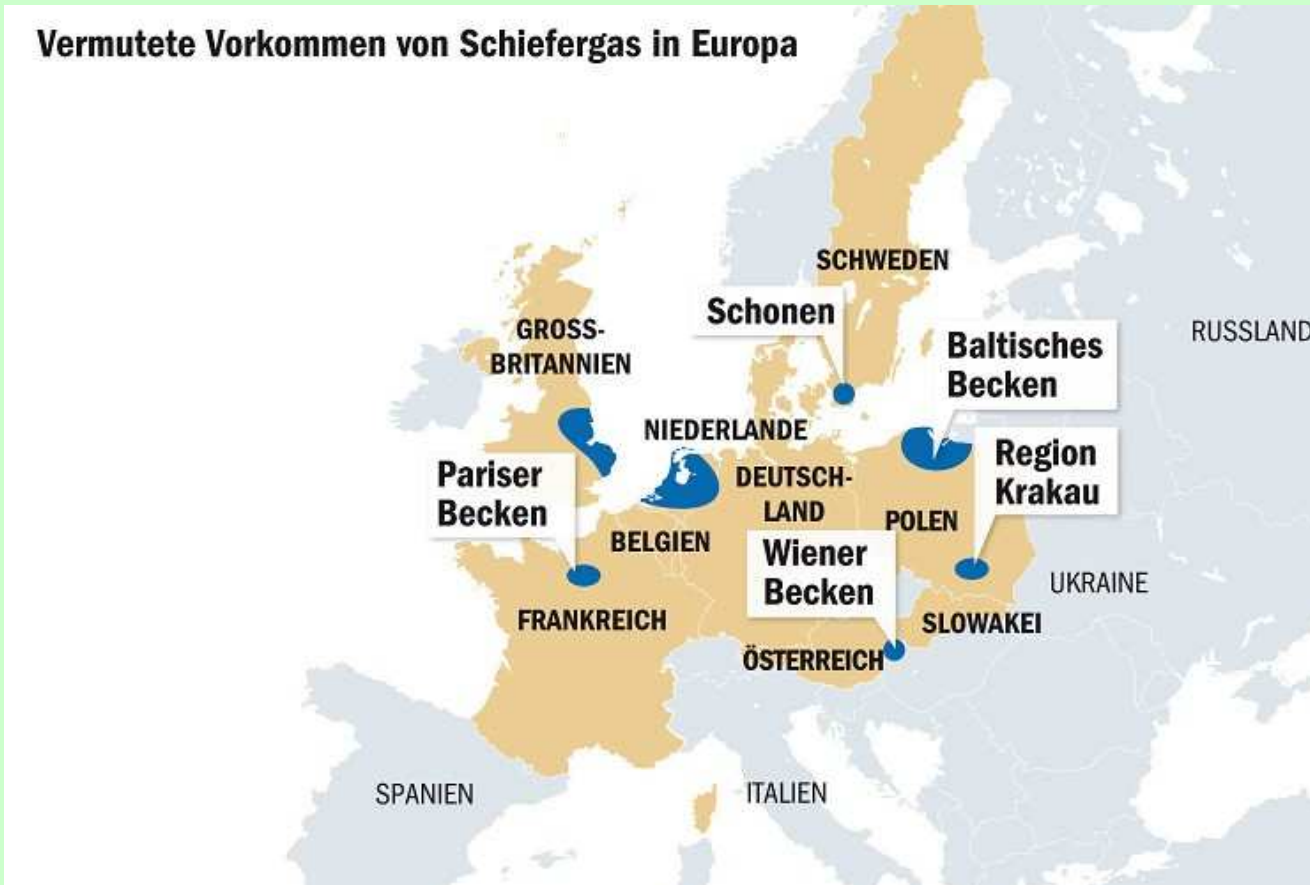 Vermutete Vorkommen von Schiefergas in Europa
SCHWEDEN
Schonen
GROSS-
BRITANNIEN
RUSSLAND
Baltisches
Becken
NIEDERLANDE
Region
Krakau
Pariser
Becken
DEUTSCH-
LAND
POLEN
BELGIEN
Wiener
Becken
UKRAINE
FRANKREICH
SLOWAKEI
ÖSTERREICH
SPANIEN
ITALIEN